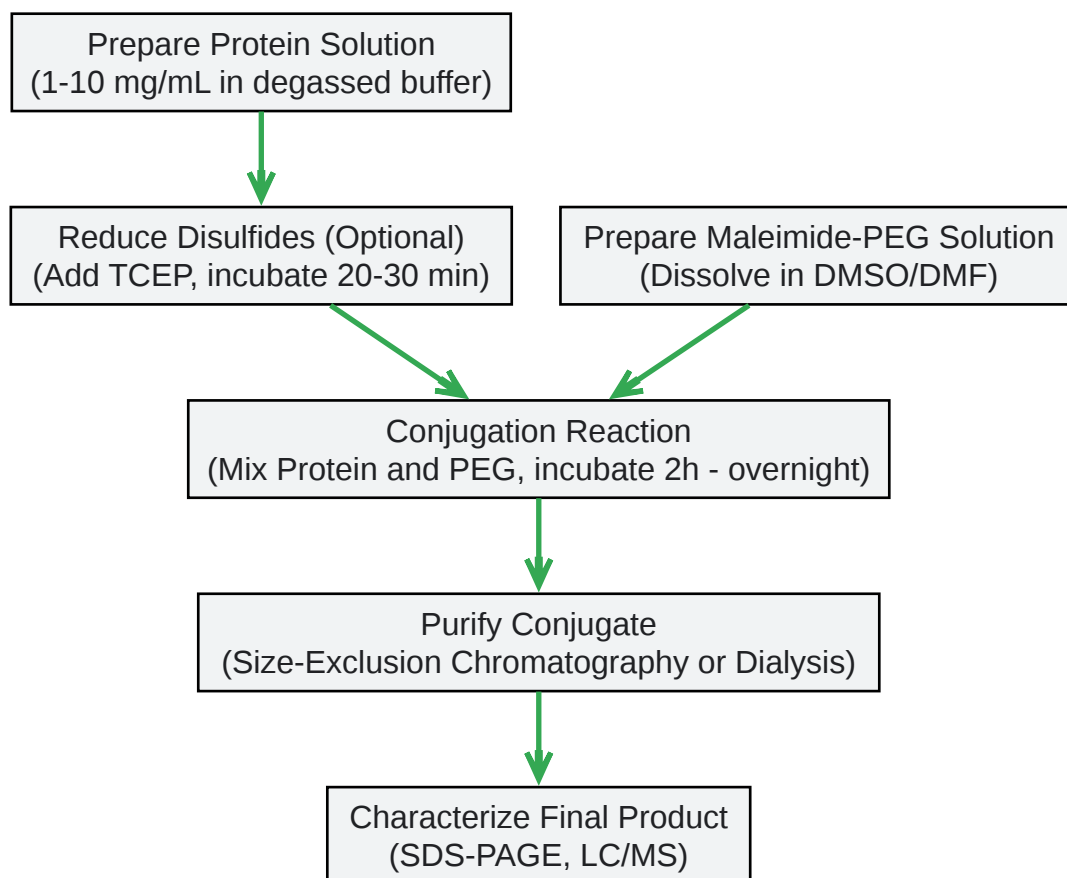 Prepare Protein Solution
(1-10 mg/mL in degassed buffer)
Reduce Disulfides (Optional)
(Add TCEP, incubate 20-30 min)
Prepare Maleimide-PEG Solution
(Dissolve in DMSO/DMF)
Conjugation Reaction
(Mix Protein and PEG, incubate 2h - overnight)
Purify Conjugate
(Size-Exclusion Chromatography or Dialysis)
Characterize Final Product
(SDS-PAGE, LC/MS)